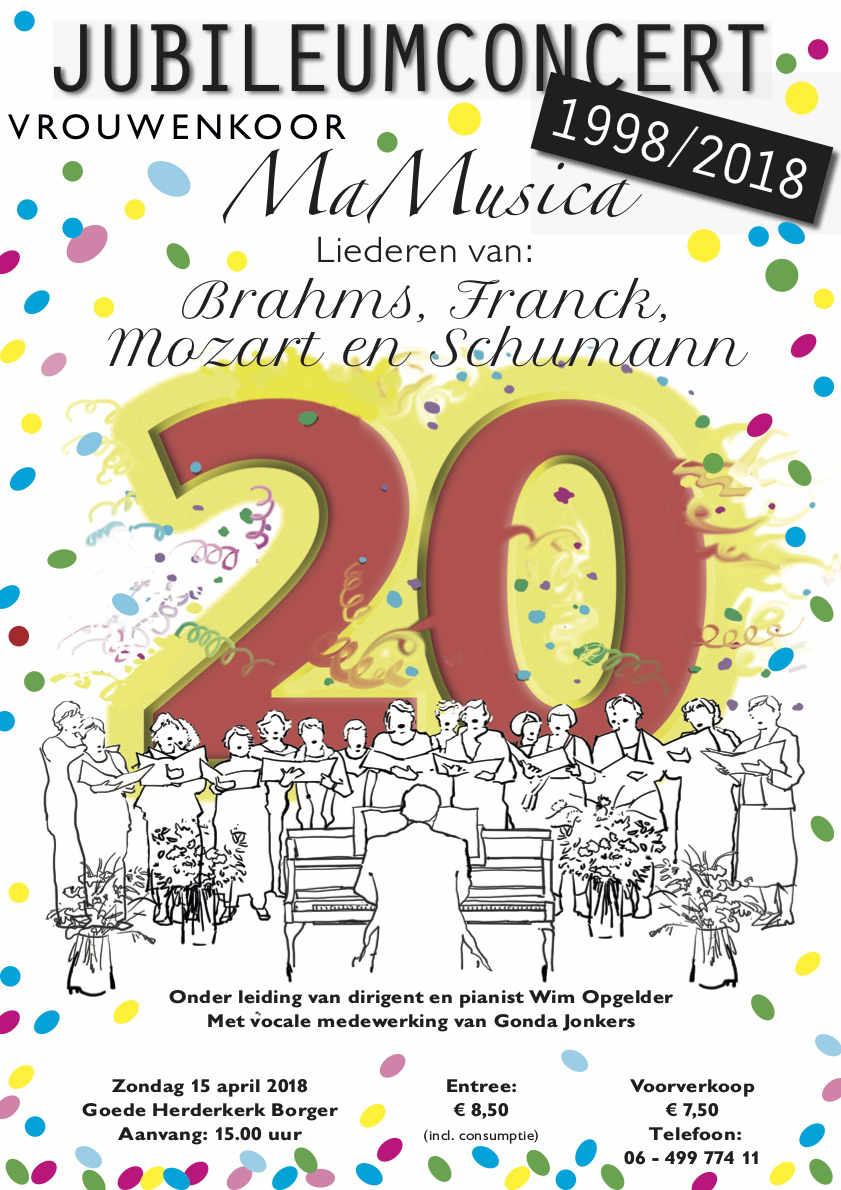 JUBILEUMCONCERT
1998/2018
VROUWENKOOR
MaMusica
Liederen van:
Brahms, Franck,
Mozart en Schumann
20
Onder leiding van dirigent en pianist Wim Opgelder
Met vocale medewerking van Gonda Jonkers
Zondag 15 april 2018
Goede Herderkerk Borger
Aanvang: 15.00 uur
Entree:
€ 8,50
(incl. consumptie)
Voorverkoop
€ 7,50
Telefoon:
06 - 499 774 11